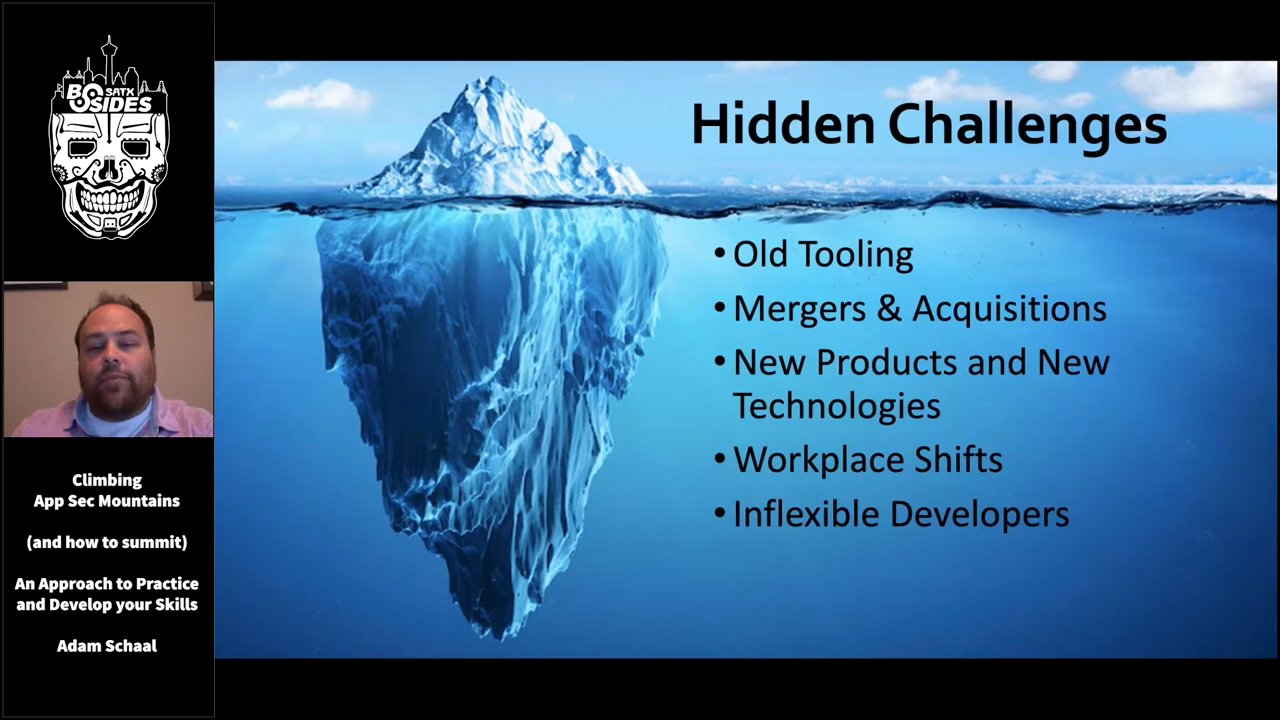 BSIDES
SATX
Climbing
App Sec Mountains
(and how to summit)
An Approach to Practice
and Develop your Skills
Adam Schaal
Hidden Challenges
• Old Tooling
• Mergers & Acquisitions
• New Products and New
Technologies
• Workplace Shifts
• Inflexible Developers